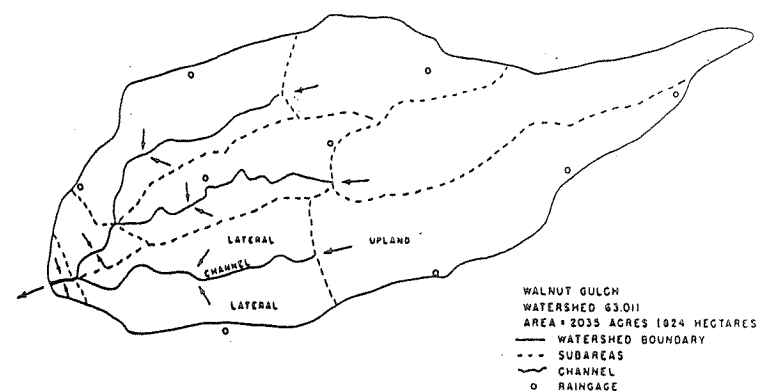 LATERAL
UPLAND
CHANNEL
LATERAL
WALNUT GULCH
WATERSHED 63.011
AREA = 2035 ACRES (824 HECTARES
WATERSHED BOUNDARY
SUBAREAS
CHANNEL
RAINGAGE